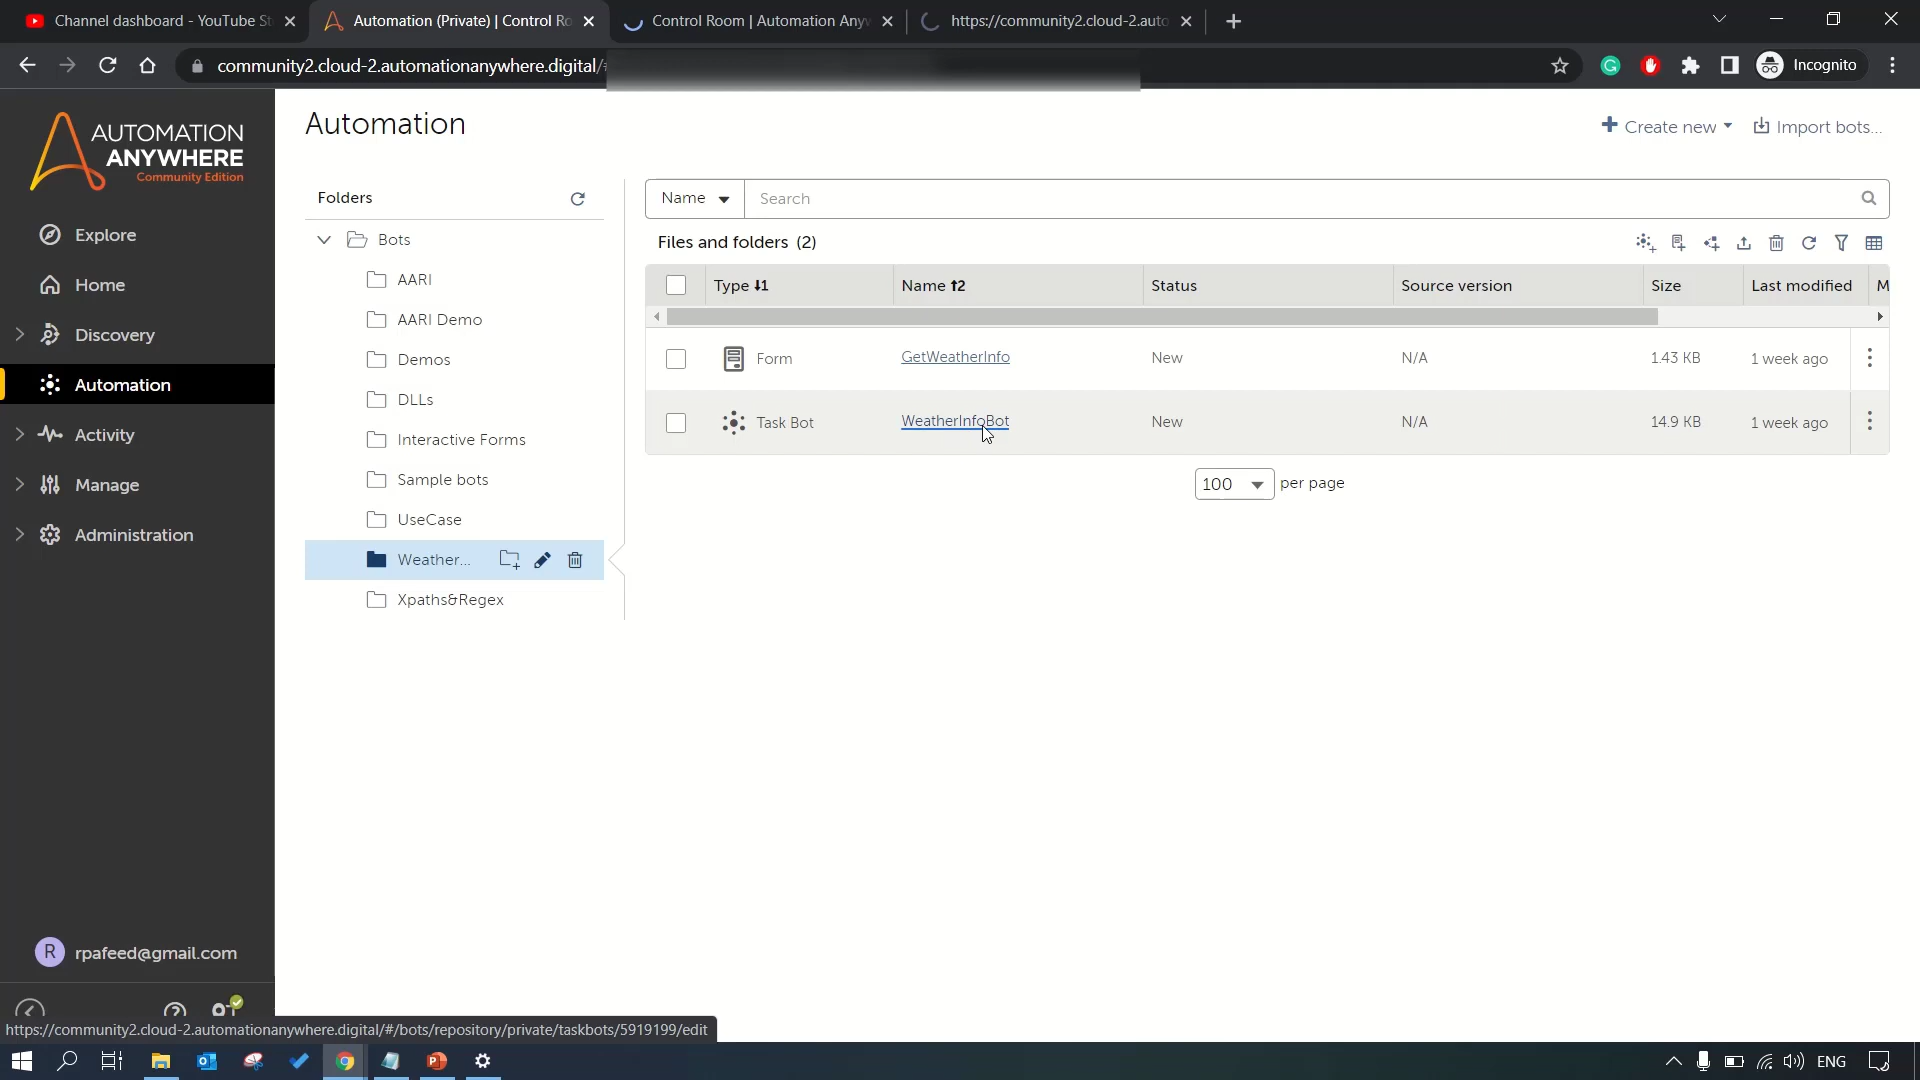 Channel dashboard - YouTube St
Automation (Private) | Control Ro
Control Room | Automation Anyw
https://community2.cloud-2.auto
community2.cloud-2.automationanywhere.digital/#
Incognito
AUTOMATION
ANYWHERE
Community Edition
Explore
Home
Discovery
Automation
Activity
Manage
Administration
R rpafeed@gmail.com
Automation
Create new
Import bots...
Folders
Bots
AARI
AARI Demo
Demos
DLLs
Interactive Forms
Sample bots
UseCase
Weather...
Xpaths&Regex
Name
Search
Files and folders (2)
Type ↓1 Name ↑2 Status Source version Size Last modified M
Form GetWeatherInfo New N/A 1.43 KB 1 week ago
Task Bot WeatherInfoBot New N/A 14.9 KB 1 week ago
100 per page
https://community2.cloud-2.automationanywhere.digital/#/bots/repository/private/taskbots/5919199/edit
ENG